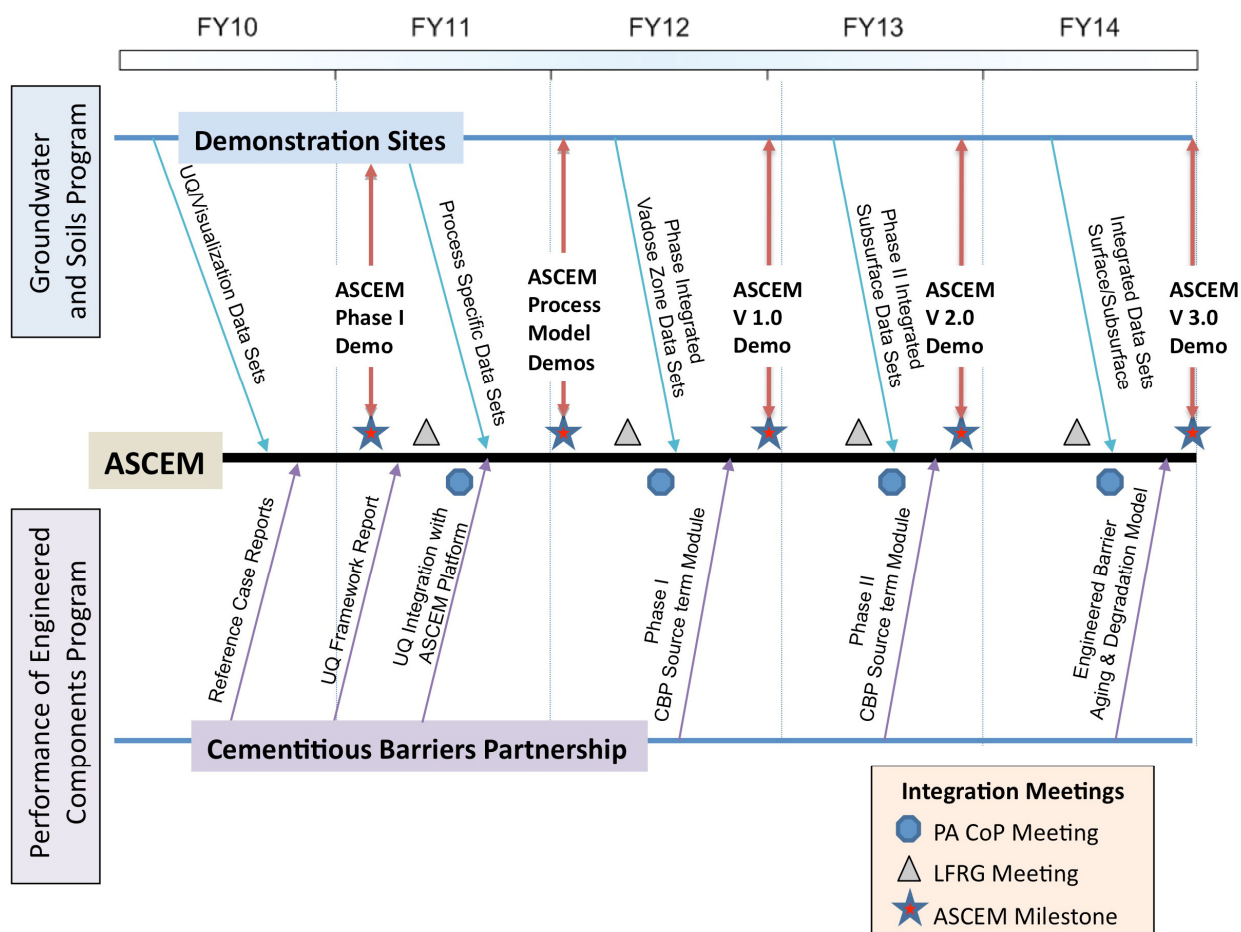 FY10
FY11
FY12
FY13
FY14
Groundwater
and Soils Program
Demonstration Sites
UQ/Visualization Data Sets
Process Specific Data Sets
Phase Integrated
Vadose Zone Data Sets
Phase II Integrated
Subsurface Data Sets
Integrated Data Sets
Surface/Subsurface
ASCEM
Phase I
Demo
ASCEM
Process
Model
Demos
ASCEM
V 1.0
Demo
ASCEM
V 2.0
Demo
ASCEM
V 3.0
Demo
ASCEM
Performance of Engineered
Components Program
Reference Case Reports
UQ Framework Report
UQ Integration with
ASCEM Platform
Phase I
CBP Source term Module
Phase II
CBP Source term Module
Engineered Barrier
Aging & Degradation Model
Cementitious Barriers Partnership
Integration Meetings
PA CoP Meeting
LFRG Meeting
ASCEM Milestone